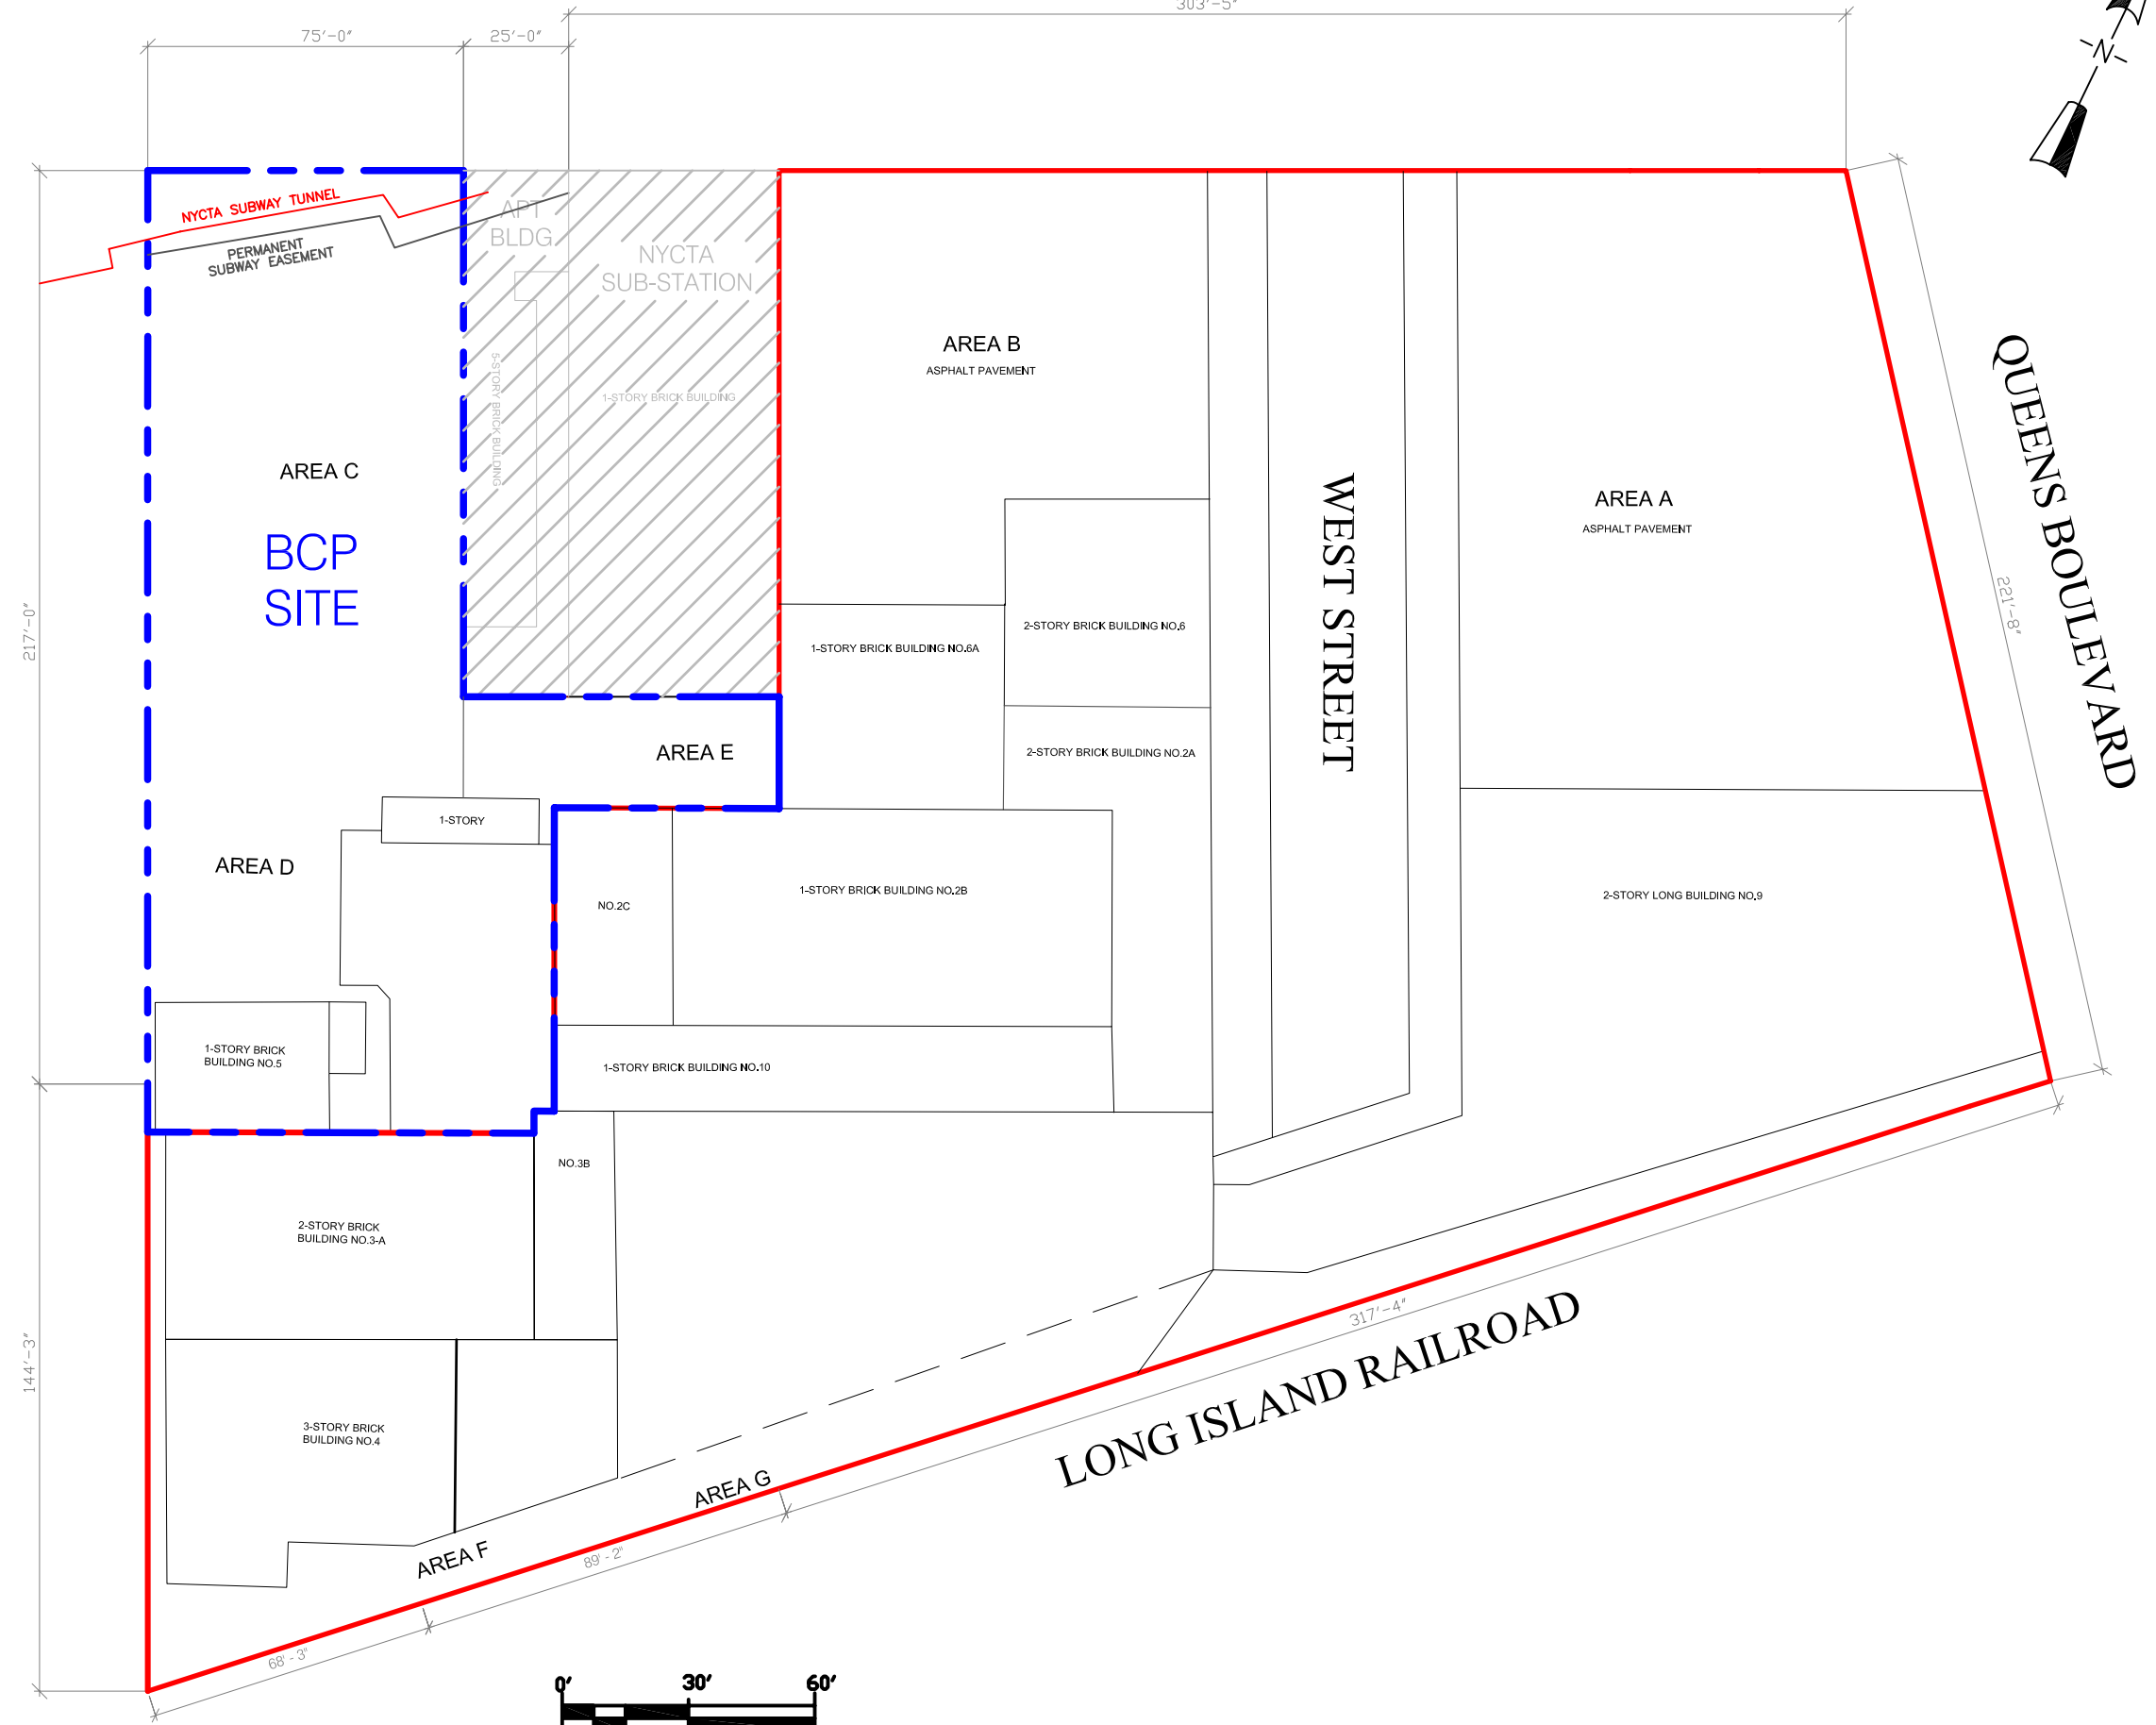 303'-5"
75'-0"
25'-0"
N
NYCTA SUBWAY TUNNEL
PERMANENT
SUBWAY EASEMENT
APT
BLDG
NYCTA
SUB-STATION
5-STORY BRICK BUILDING
1-STORY BRICK BUILDING
AREA B
ASPHALT PAVEMENT
AREA C
BCP
SITE
WEST STREET
AREA A
ASPHALT PAVEMENT
QUEENS BOULEVARD
221'-8"
217'-0"
2-STORY BRICK BUILDING NO.6
1-STORY BRICK BUILDING NO.6A
AREA E
2-STORY BRICK BUILDING NO.2A
1-STORY
AREA D
NO.2C
1-STORY BRICK BUILDING NO.2B
2-STORY LONG BUILDING NO.9
1-STORY BRICK
BUILDING NO.5
1-STORY BRICK BUILDING NO.10
NO.3B
2-STORY BRICK
BUILDING NO.3-A
144'-3"
317'-4"
LONG ISLAND RAILROAD
3-STORY BRICK
BUILDING NO.4
AREA G
AREA F
89' - 2"
68' - 3"
0' 30' 60'